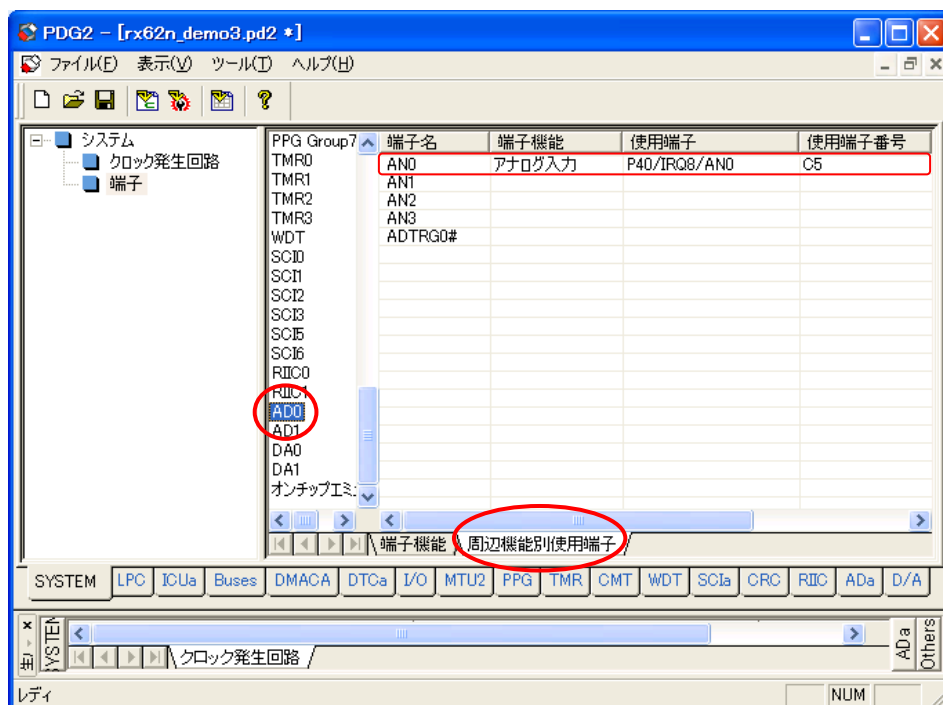 PDG2 - [rx62n_demo3.pd2 *]
ファイル(F) 表示(V) ツール(T) ヘルプ(H)
システム
クロック発生回路
端子
PPG Group7
TMR0
TMR1
TMR2
TMR3
WDT
SCI0
SCI1
SCI2
SCI3
SCI5
SCI6
RIIC0
RIIC1
AD0
AD1
DA0
DA1
オンチップエミ
端子名 端子機能 使用端子 使用端子番号
AN0 アナログ入力 P40/IRQ8/AN0 C5
AN1
AN2
AN3
ADTRG0#
端子機能 周辺機能別使用端子
SYSTEM LPC ICUa Buses DMACA DTCa I/O MTU2 PPG TMR CMT WDT SCIa CRC RIIC ADa D/A
SYSTEM
クロック発生回路
ADa
Others
レディ
NUM